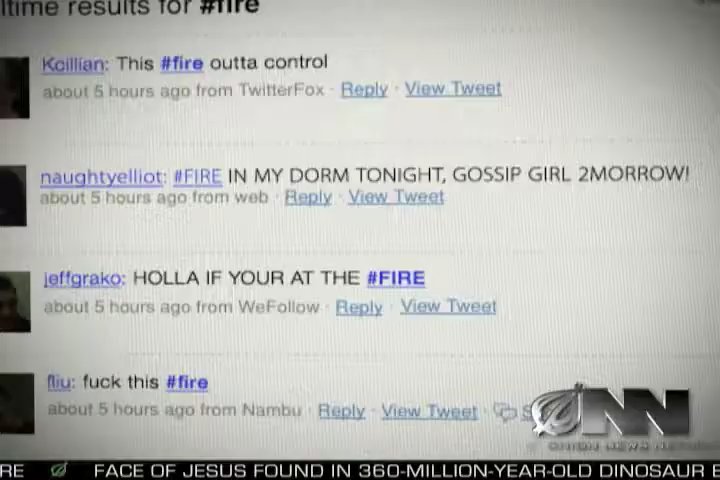 ltime results for #fire
Kcillian: This #fire outta control
about 5 hours ago from TwitterFox · Reply · View Tweet
naughtyelliot: #FIRE IN MY DORM TONIGHT, GOSSIP GIRL 2MORROW!
about 5 hours ago from web · Reply · View Tweet
jeffgrako: HOLLA IF YOUR AT THE #FIRE
about 5 hours ago from WeFollow · Reply · View Tweet
fliu: fuck this #fire
about 5 hours ago from Nambu · Reply · View Tweet · S
ONN
ONION NEWS NETWORK
RE FACE OF JESUS FOUND IN 360-MILLION-YEAR-OLD DINOSAUR E